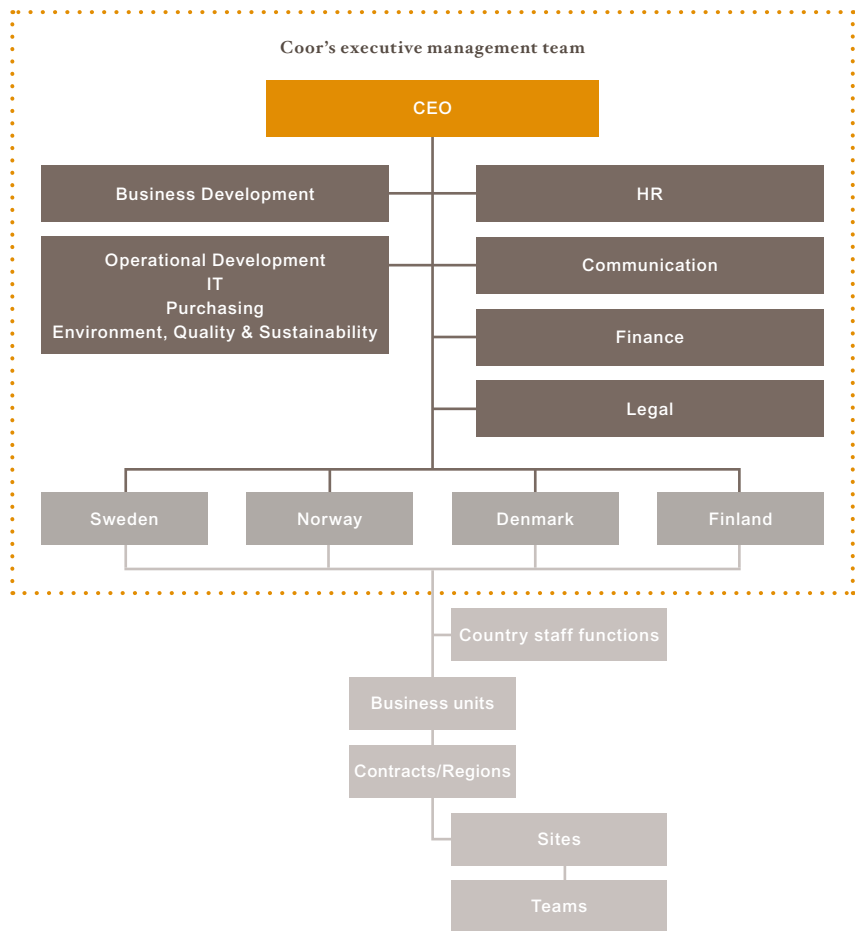 Coor's executive management team
CEO
Business Development
HR
Operational Development
IT
Purchasing
Environment, Quality & Sustainability
Communication
Finance
Legal
Sweden
Norway
Denmark
Finland
Country staff functions
Business units
Contracts/Regions
Sites
Teams